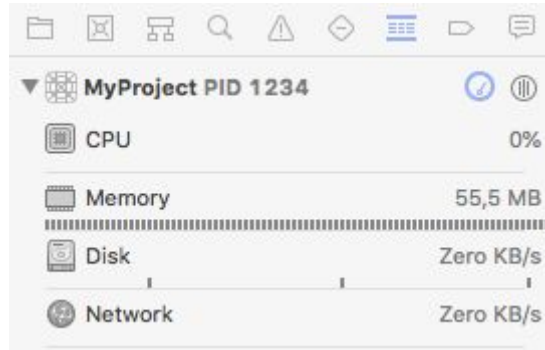 MyProject PID 1234
CPU 0%
Memory 55,5 MB
Disk Zero KB/s
Network Zero KB/s